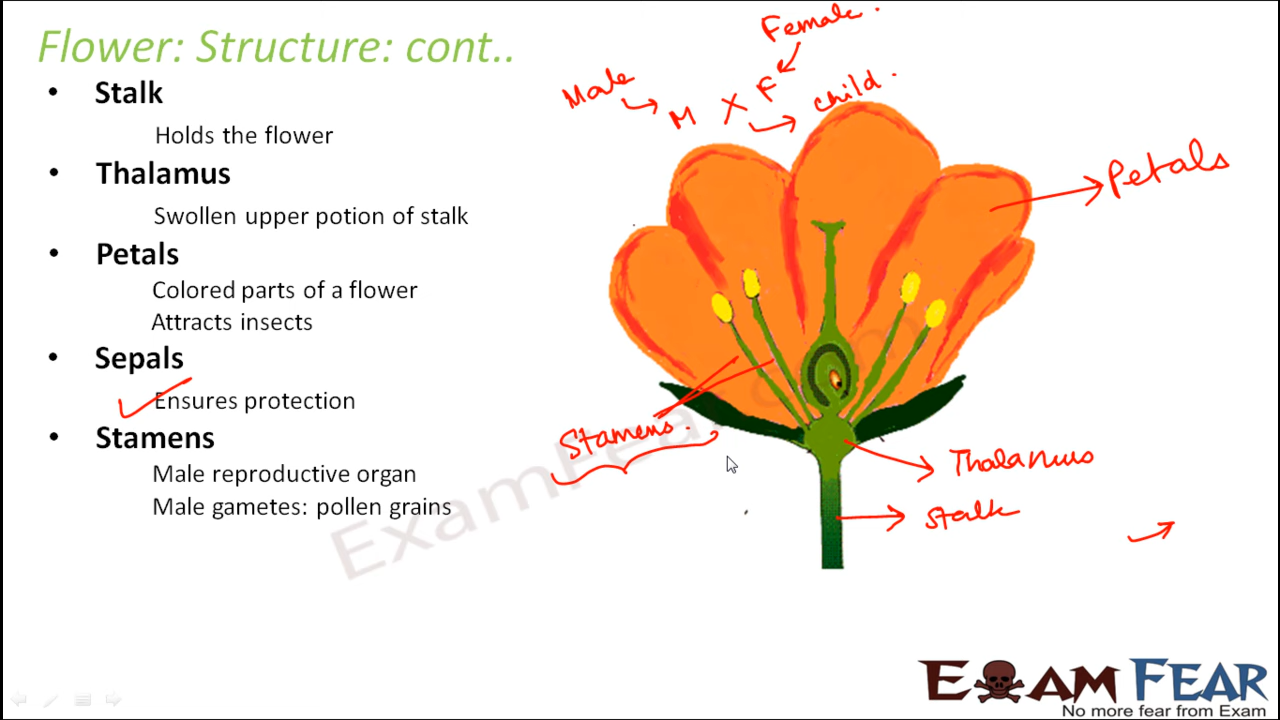 Flower: Structure: cont..
• Stalk
Holds the flower
• Thalamus
Swollen upper potion of stalk
• Petals
Colored parts of a flower
Attracts insects
• Sepals
Ensures protection
• Stamens
Male reproductive organ
Male gametes: pollen grains
Female.
Male
M X F
child.
Petals
Stamens.
Thalamus
Stalk
ExamFear.com
EXAM FEAR
No more fear from Exam